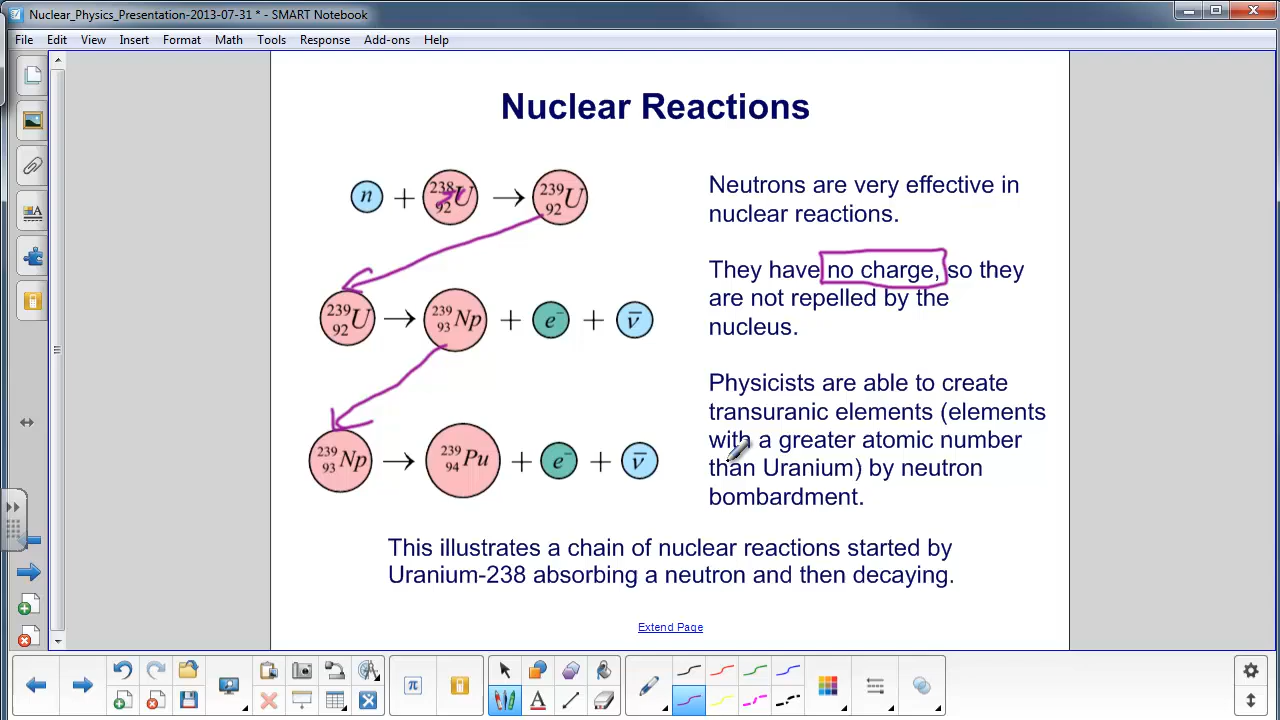 Nuclear_Physics_Presentation-2013-07-31 * - SMART Notebook
File Edit View Insert Format Math Tools Response Add-ons Help
Nuclear Reactions
n + 238 92 U → 239 92 U
239 92 U → 239 93 Np + e⁻ + ν̅
239 93 Np → 239 94 Pu + e⁻ + ν̅
Neutrons are very effective in
nuclear reactions.
They have no charge, so they
are not repelled by the
nucleus.
Physicists are able to create
transuranic elements (elements
with a greater atomic number
than Uranium) by neutron
bombardment.
This illustrates a chain of nuclear reactions started by
Uranium-238 absorbing a neutron and then decaying.
Extend Page
π
A